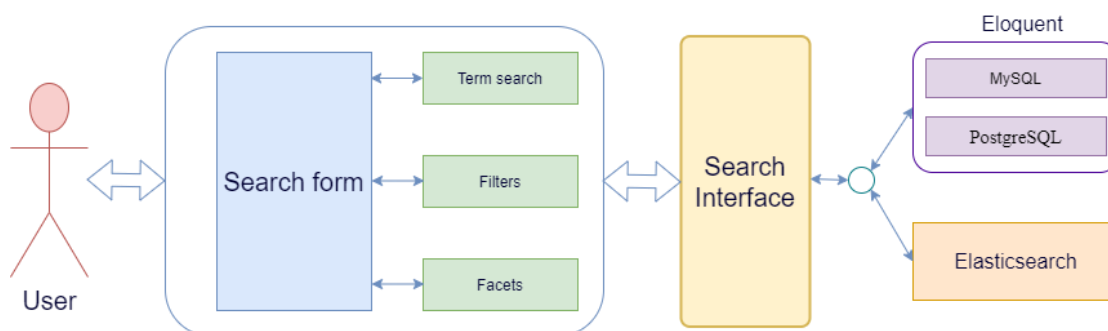 User
Search form
Term search
Filters
Facets
Search
Interface
Eloquent
MySQL
PostgreSQL
Elasticsearch